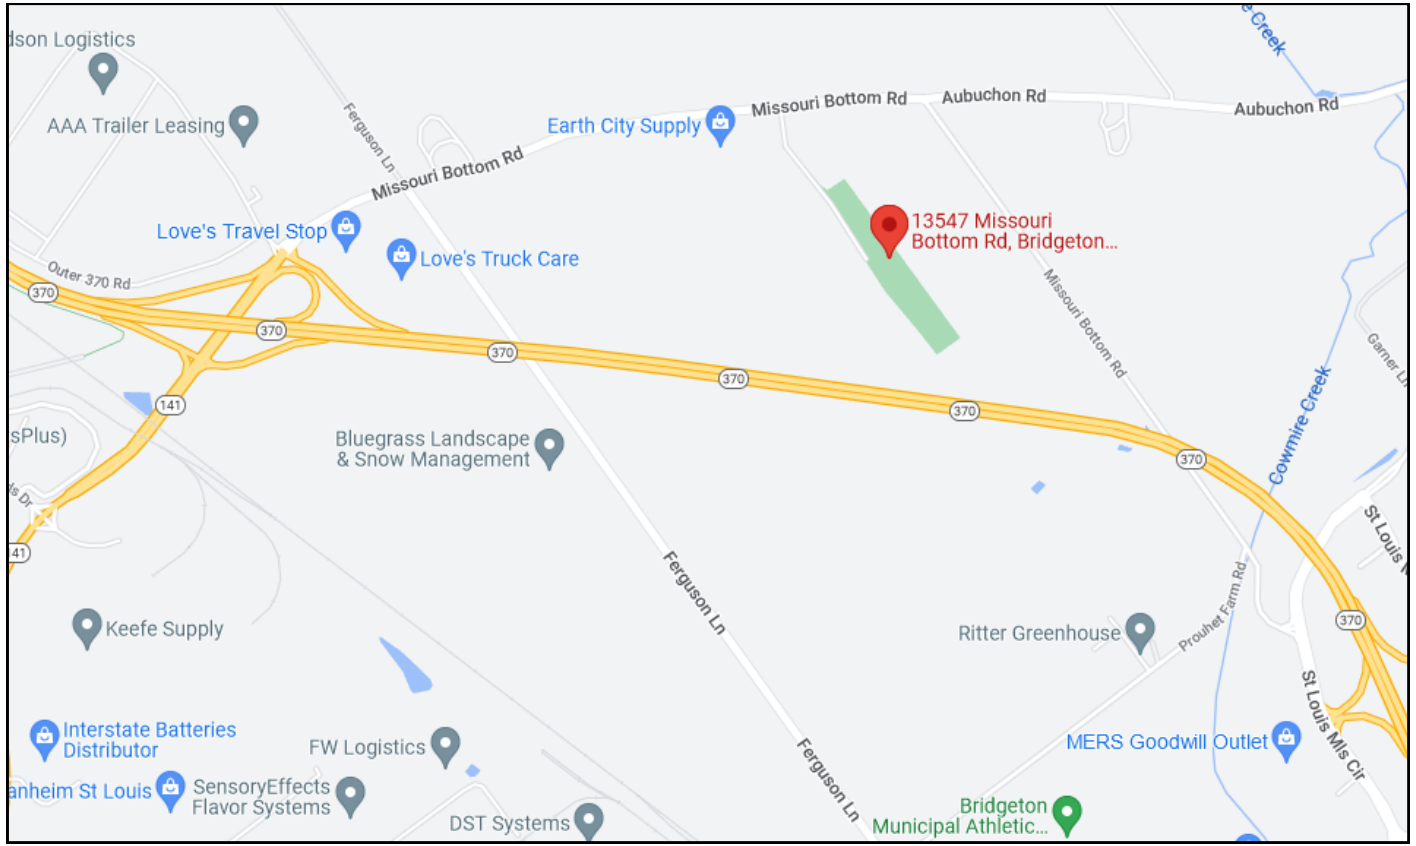 e Creek
dson Logistics
Missouri Bottom Rd
Aubuchon Rd
Aubuchon Rd
AAA Trailer Leasing
Ferguson Ln
Earth City Supply
Missouri Bottom Rd
13547 Missouri
Bottom Rd, Bridgeton...
Love's Travel Stop
Love's Truck Care
Outer 370 Rd
370
370
370
370
370
Missouri Bottom Rd
Garner Ln
141
sPlus)
Bluegrass Landscape
& Snow Management
370
Cowmire Creek
ds Dr
141
St Louis M
Ferguson Ln
Prouhet Farm Rd
Keefe Supply
Ritter Greenhouse
370
St Louis Mls Cir
Interstate Batteries
Distributor
FW Logistics
Ferguson Ln
MERS Goodwill Outlet
anheim St Louis
SensoryEffects
Flavor Systems
DST Systems
Bridgeton
Municipal Athletic...